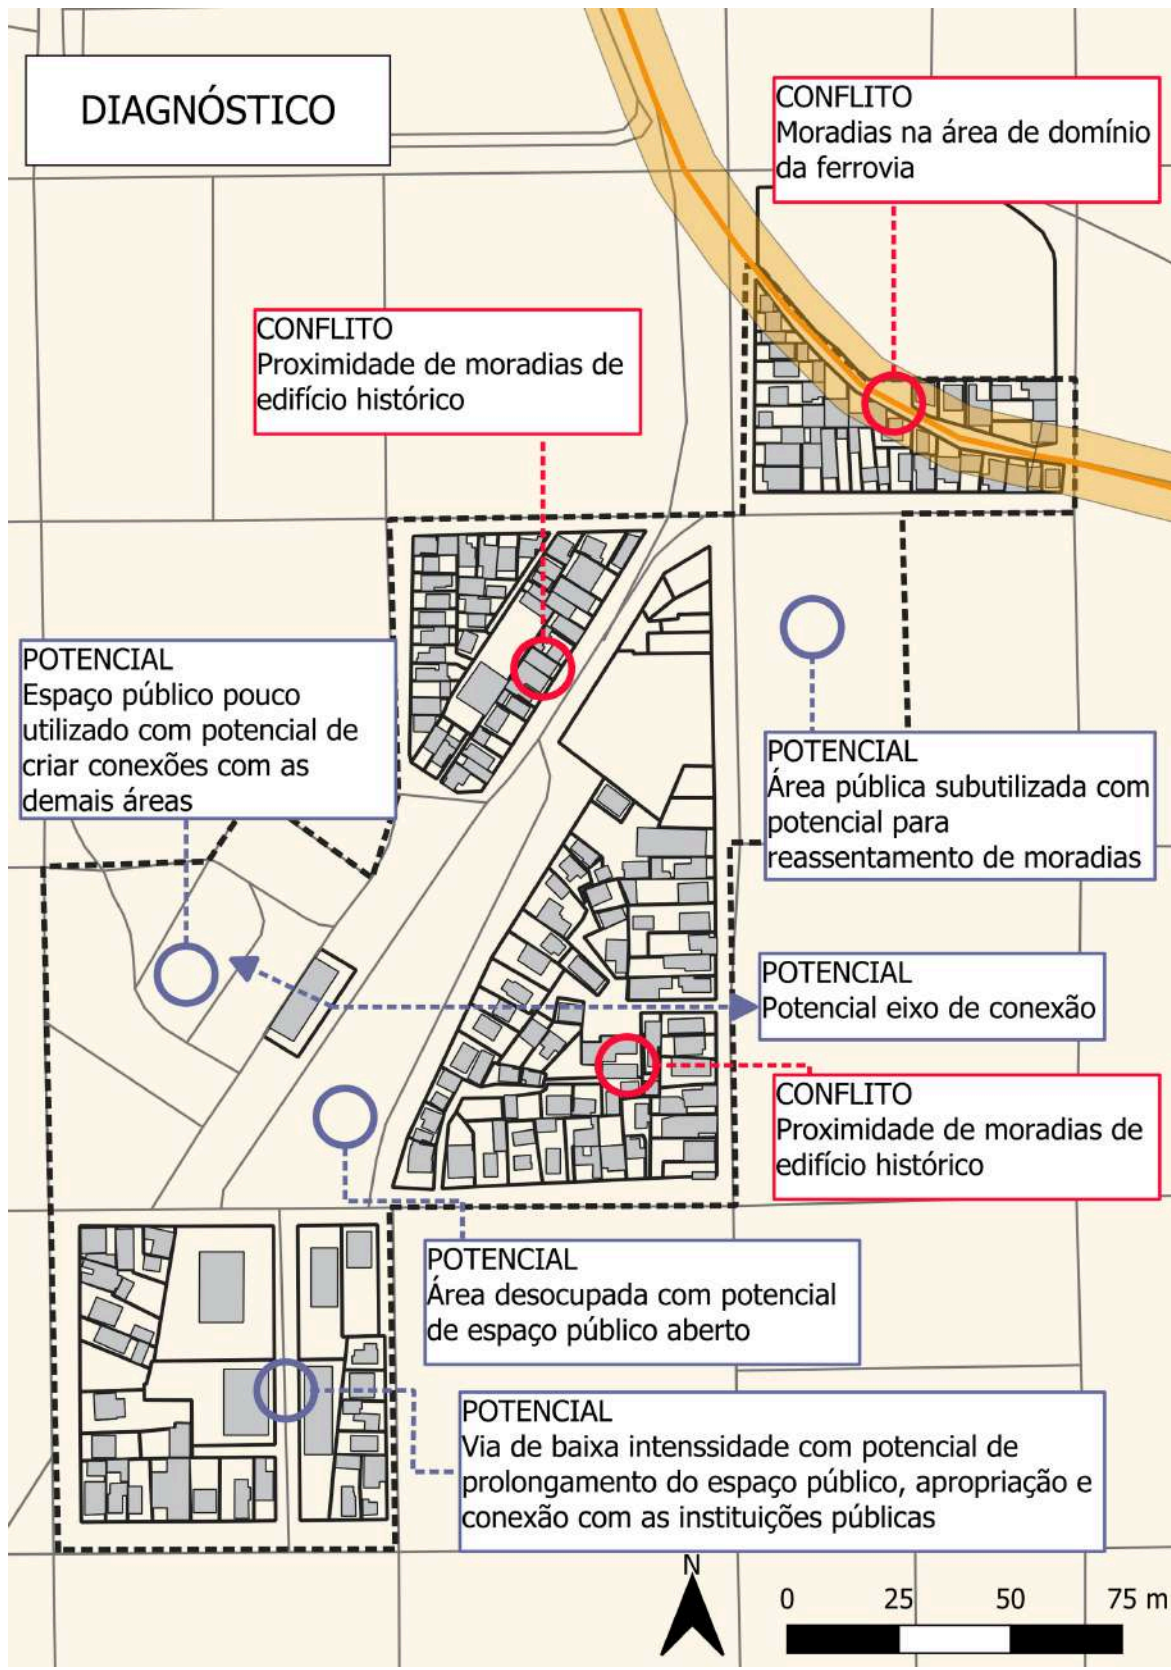 DIAGNÓSTICO
CONFLITO
Moradias na área de domínio
da ferrovia
CONFLITO
Proximidade de moradias de
edifício histórico
POTENCIAL
Espaço público pouco
utilizado com potencial de
criar conexões com as
demais áreas
POTENCIAL
Área pública subutilizada com
potencial para
reassentamento de moradias
POTENCIAL
Potencial eixo de conexão
CONFLITO
Proximidade de moradias de
edifício histórico
POTENCIAL
Área desocupada com potencial
de espaço público aberto
POTENCIAL
Via de baixa intenssidade com potencial de
prolongamento do espaço público, apropriação e
conexão com as instituições públicas
N
0 25 50 75 m